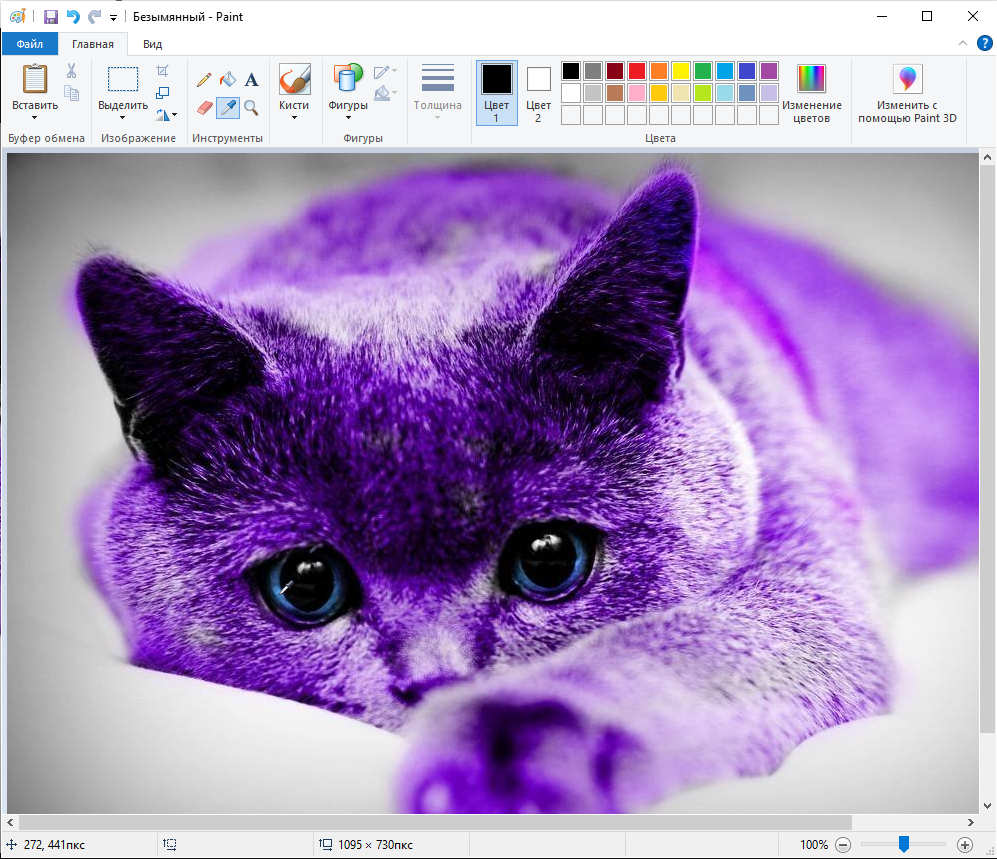 Безымянный - Paint
Файл Главная Вид
Вставить Выделить A Кисти Фигуры Толщина Цвет 1 Цвет 2 Изменение цветов Изменить с помощью Paint 3D
Буфер обмена Изображение Инструменты Фигуры Цвета
272, 441пкс 1095 × 730пкс 100%